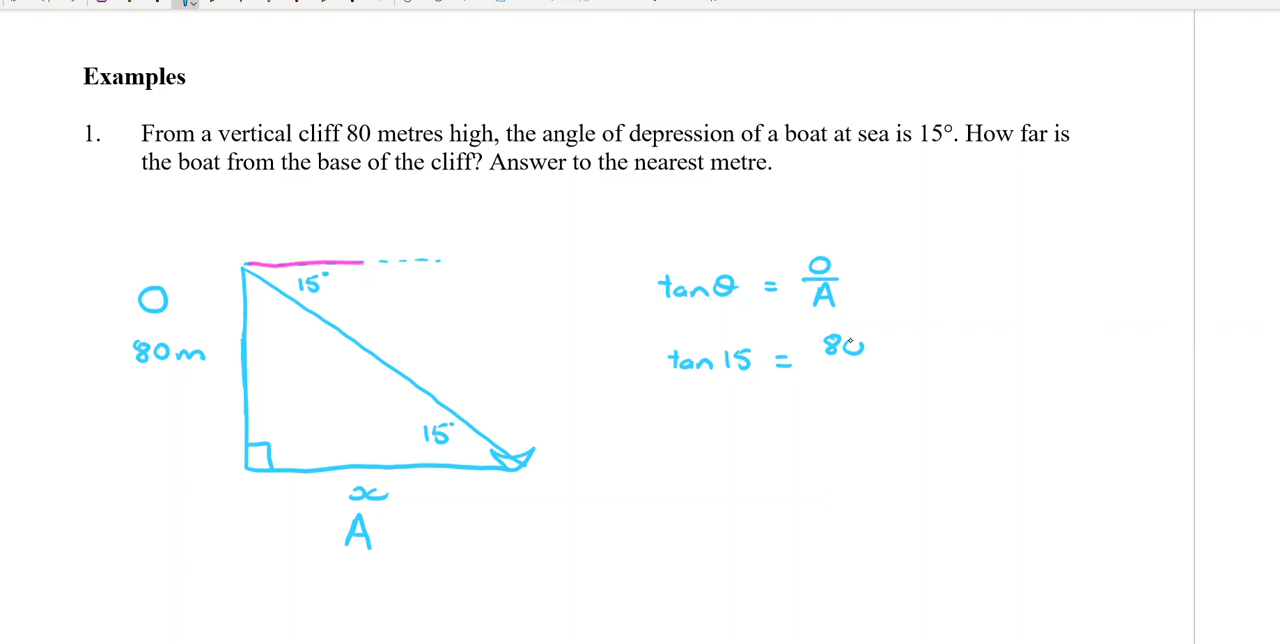 Examples
1. From a vertical cliff 80 metres high, the angle of depression of a boat at sea is 15°. How far is
the boat from the base of the cliff? Answer to the nearest metre.
15°
O
80m
15°
x
A
tanθ = O/A
tan 15 = 80